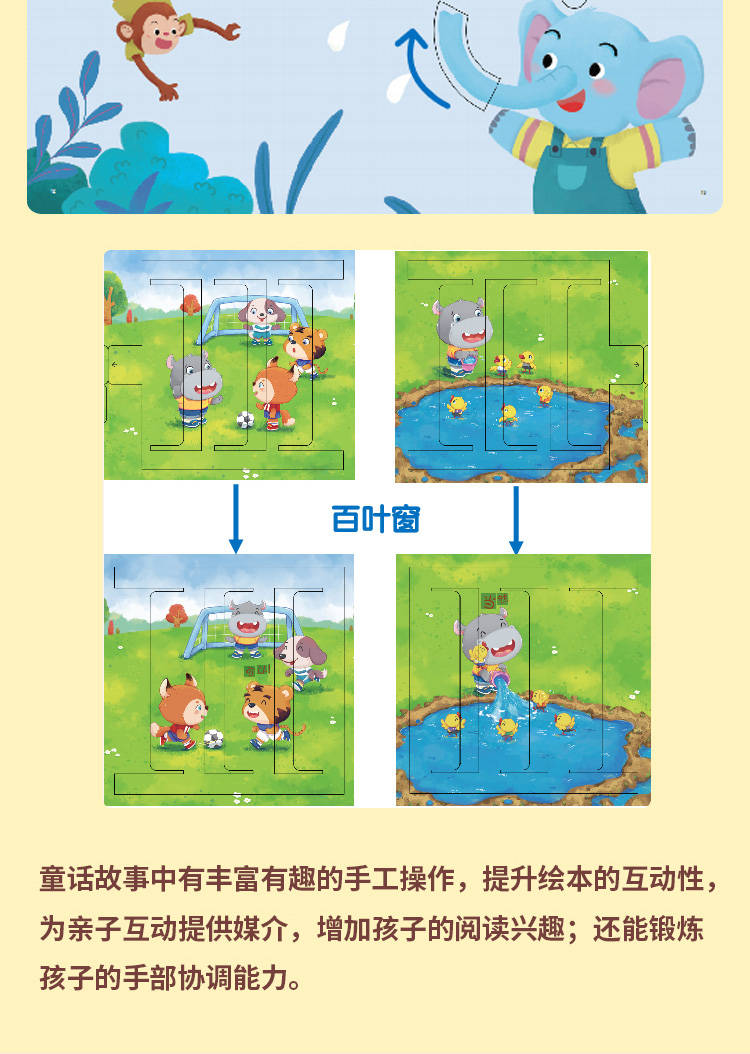 百叶窗
童话故事中有丰富有趣的手工操作，提升绘本的互动性，
为亲子互动提供媒介，增加孩子的阅读兴趣；还能锻炼
孩子的手部协调能力。